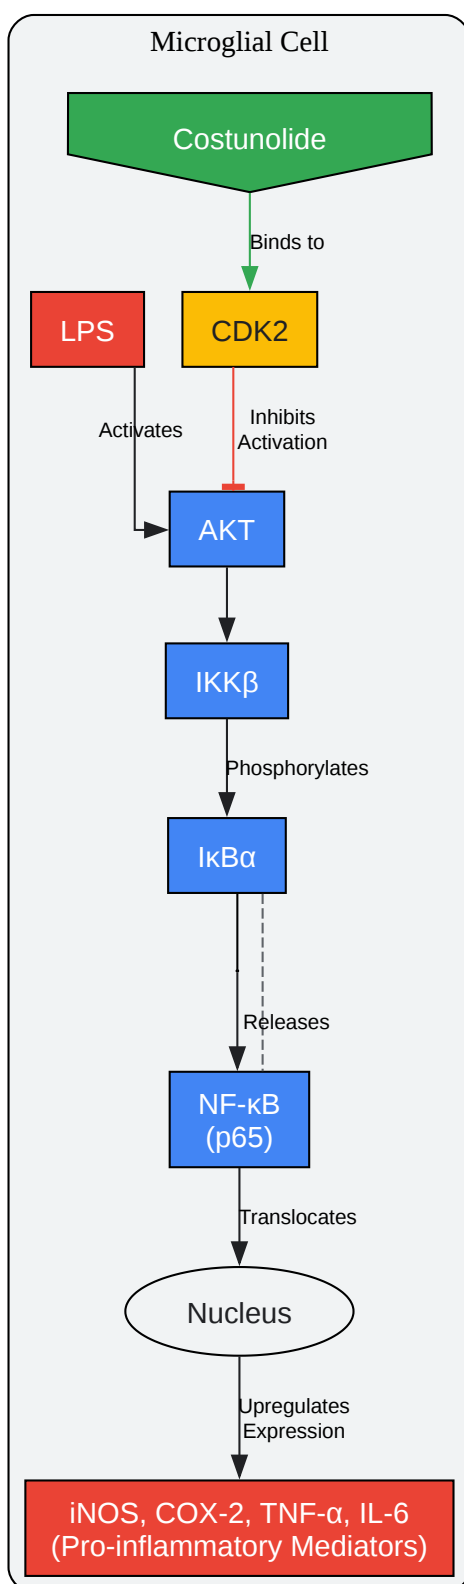 Microglial Cell
Costunolide
Binds to
LPS
CDK2
Activates
Inhibits
Activation
AKT
IKKβ
Phosphorylates
IκBα
Releases
NF-κB
(p65)
Translocates
Nucleus
Upregulates
Expression
iNOS, COX-2, TNF-α, IL-6
(Pro-inflammatory Mediators)